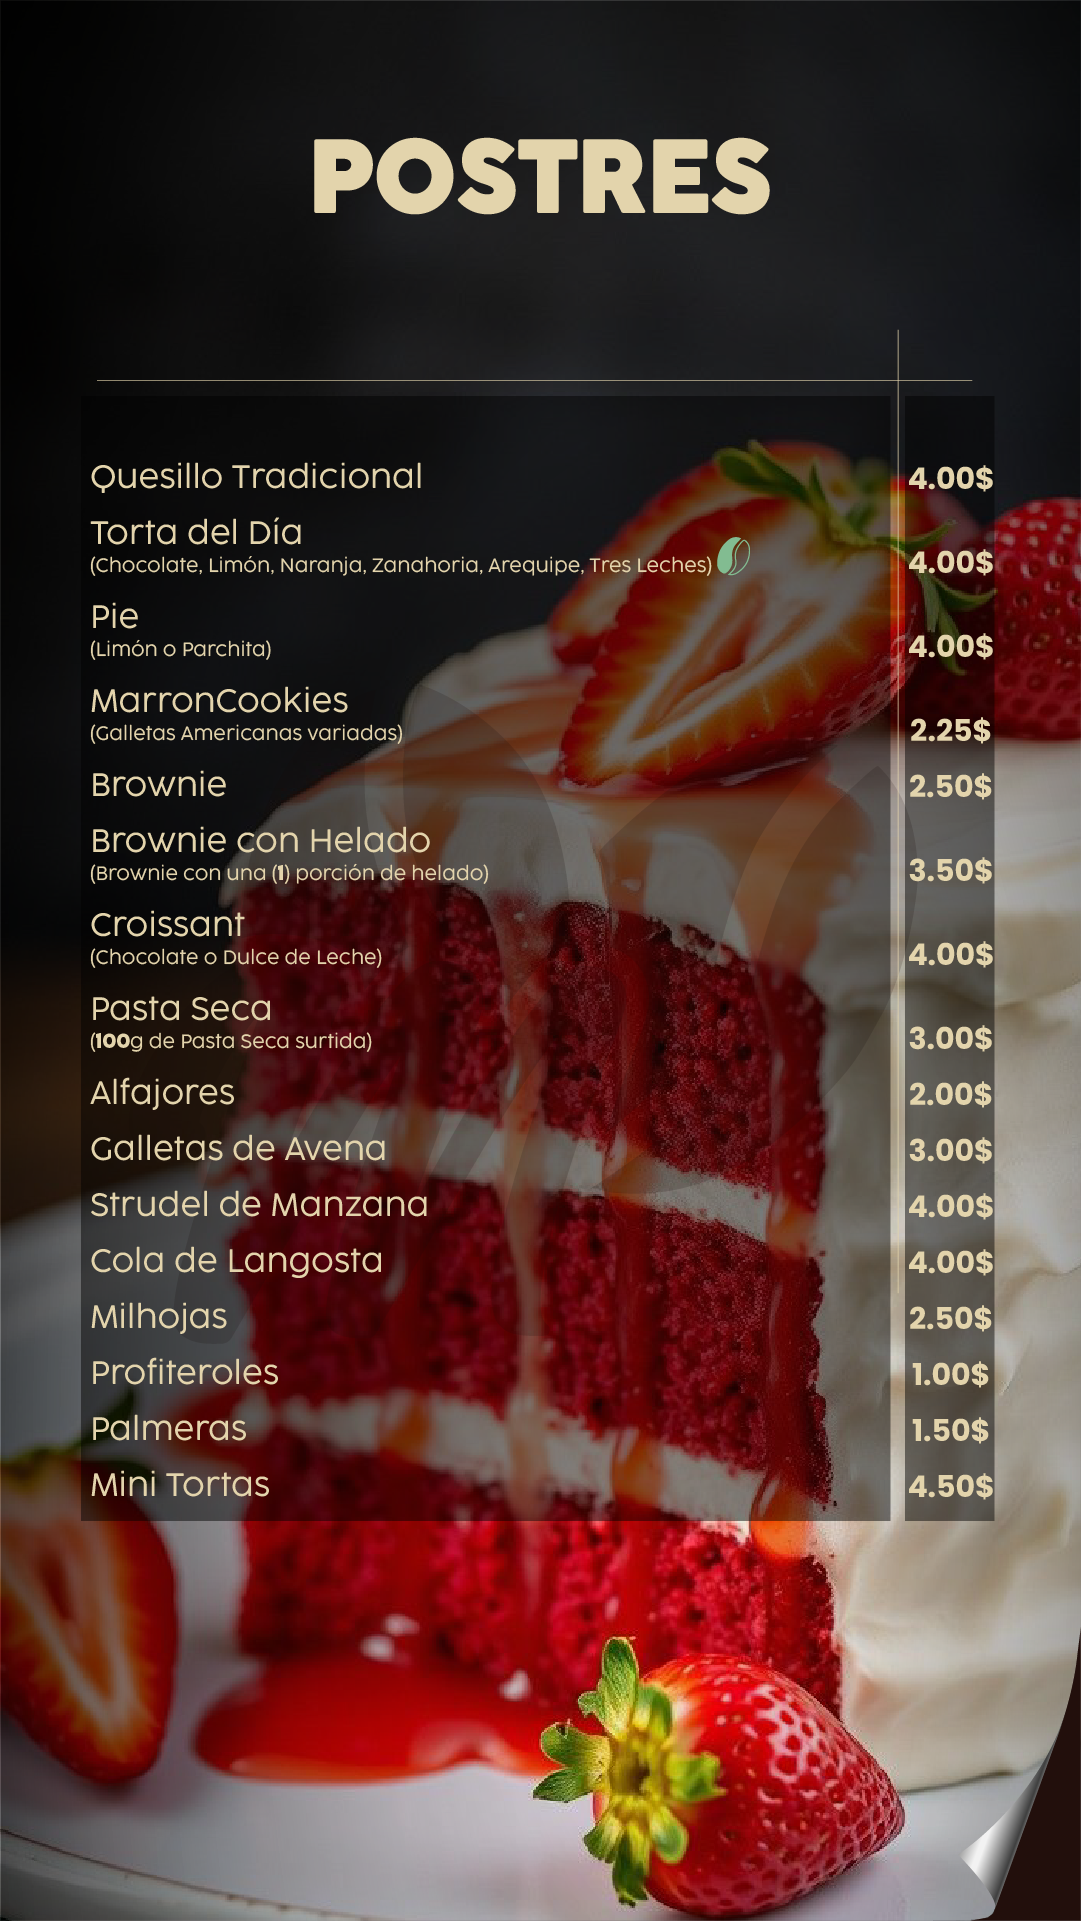 POSTRES
Quesillo Tradicional 4.00$
Torta del Día
(Chocolate, Limón, Naranja, Zanahoria, Arequipe, Tres Leches) 4.00$
Pie
(Limón o Parchita) 4.00$
MarronCookies
(Galletas Americanas variadas) 2.25$
Brownie 2.50$
Brownie con Helado
(Brownie con una (1) porción de helado) 3.50$
Croissant
(Chocolate o Dulce de Leche) 4.00$
Pasta Seca
(100g de Pasta Seca surtida) 3.00$
Alfajores 2.00$
Galletas de Avena 3.00$
Strudel de Manzana 4.00$
Cola de Langosta 4.00$
Milhojas 2.50$
Profiteroles 1.00$
Palmeras 1.50$
Mini Tortas 4.50$